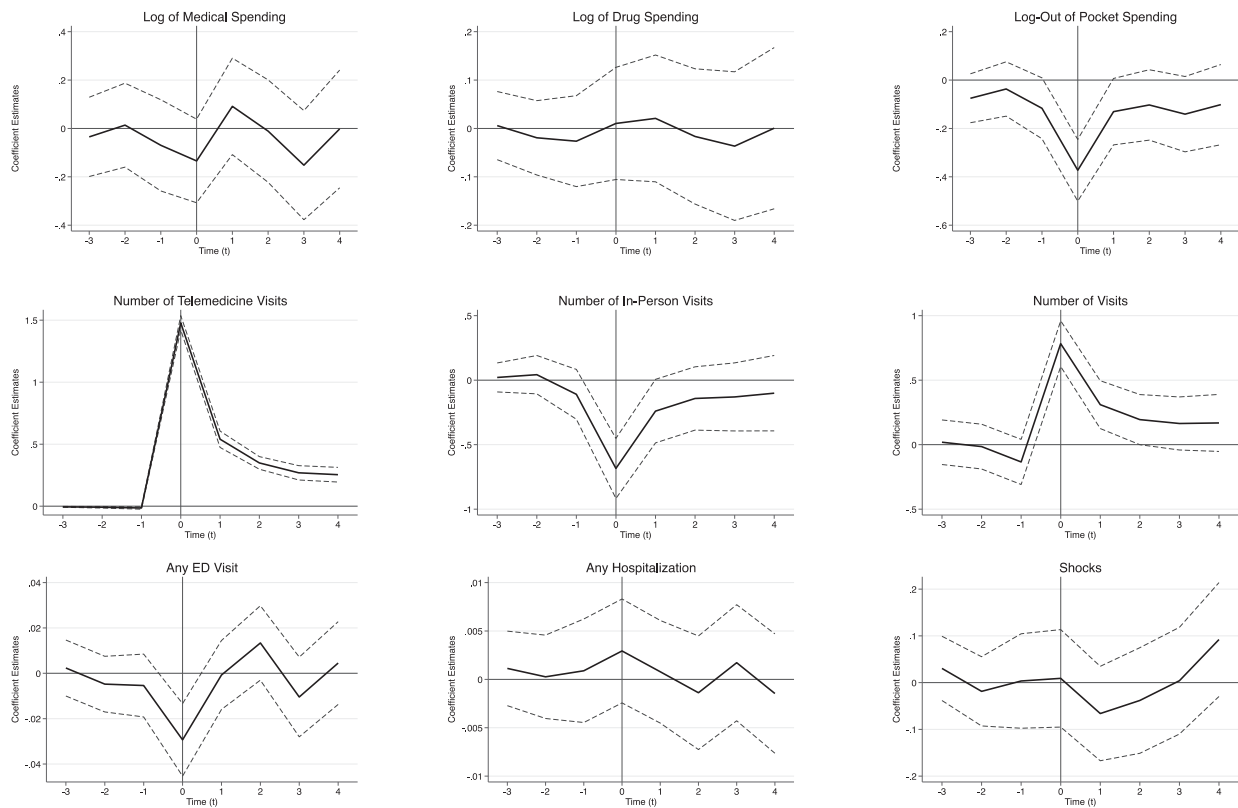 Log of Medical Spending
Coefficient Estimates
.4
.2
0
-.2
-.4
-3 -2 -1 0 1 2 3 4
Time (t)
Log of Drug Spending
Coefficient Estimates
.2
.1
0
-.1
-.2
-3 -2 -1 0 1 2 3 4
Time (t)
Log-Out of Pocket Spending
Coefficient Estimates
.2
0
-.2
-.4
-.6
-3 -2 -1 0 1 2 3 4
Time (t)
Number of Telemedicine Visits
Coefficient Estimates
1.5
1
.5
0
-3 -2 -1 0 1 2 3 4
Time (t)
Number of In-Person Visits
Coefficient Estimates
.5
0
-.5
-1
-3 -2 -1 0 1 2 3 4
Time (t)
Number of Visits
Coefficient Estimates
1
.5
0
-.5
-3 -2 -1 0 1 2 3 4
Time (t)
Any ED Visit
Coefficient Estimates
.04
.02
0
-.02
-.04
-3 -2 -1 0 1 2 3 4
Time (t)
Any Hospitalization
Coefficient Estimates
.01
.005
0
-.005
-.01
-3 -2 -1 0 1 2 3 4
Time (t)
Shocks
Coefficient Estimates
.2
.1
0
-.1
-.2
-3 -2 -1 0 1 2 3 4
Time (t)